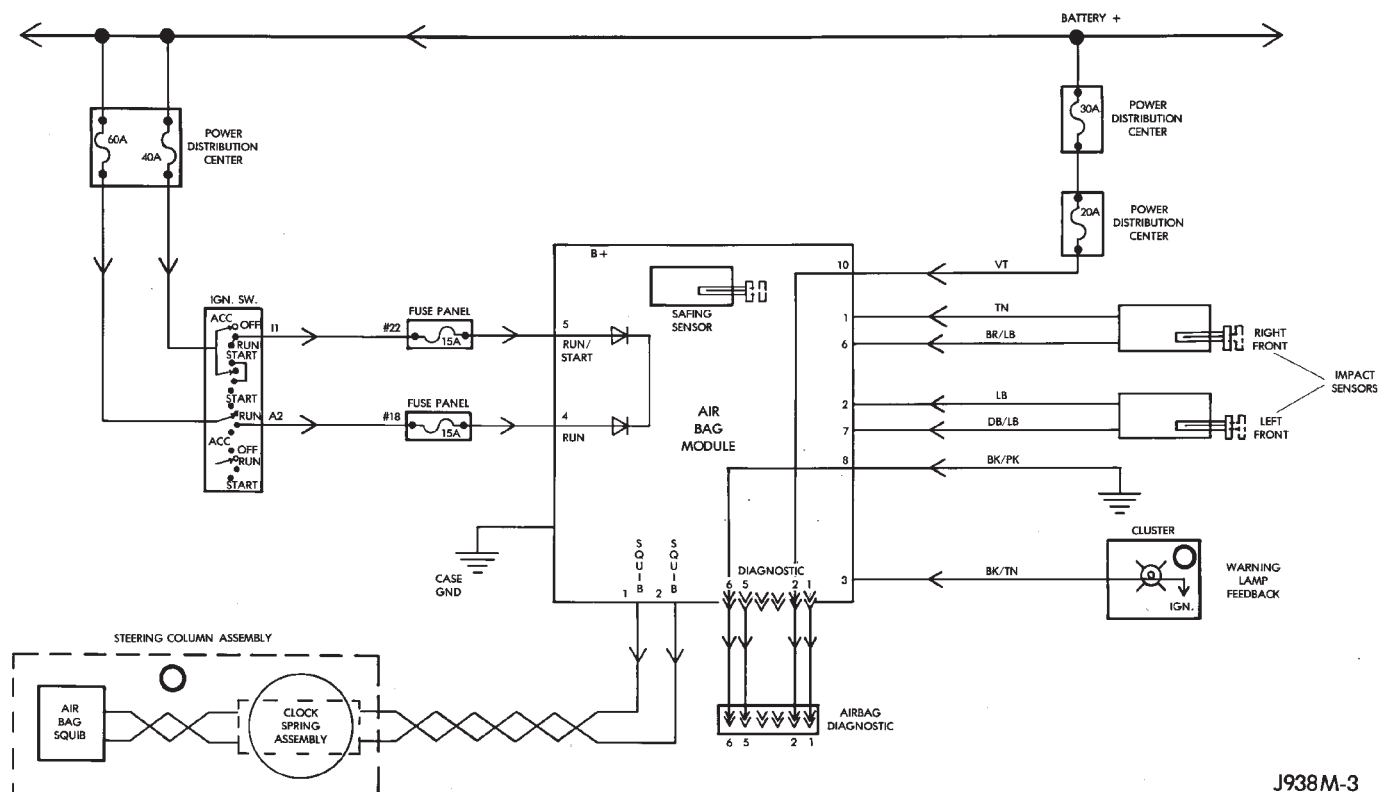 BATTERY +
60A
40A
POWER
DISTRIBUTION
CENTER
30A
POWER
DISTRIBUTION
CENTER
20A
POWER
DISTRIBUTION
CENTER
IGN. SW.
ACC
OFF
RUN
START
START
RUN
ACC
OFF
RUN
START
I1
A2
#22
FUSE PANEL
15A
#18
FUSE PANEL
15A
B+
SAFING
SENSOR
5
RUN/
START
4
RUN
AIR
BAG
MODULE
10
VT
1
TN
6
BR/LB
2
LB
7
DB/LB
8
BK/PK
3
BK/TN
RIGHT
FRONT
LEFT
FRONT
IMPACT
SENSORS
CLUSTER
IGN.
WARNING
LAMP
FEEDBACK
CASE
GND
SQUIB
1
SQUIB
2
DIAGNOSTIC
6 5 2 1
AIRBAG
DIAGNOSTIC
6 5 2 1
STEERING COLUMN ASSEMBLY
AIR
BAG
SQUIB
CLOCK
SPRING
ASSEMBLY
J938M-3